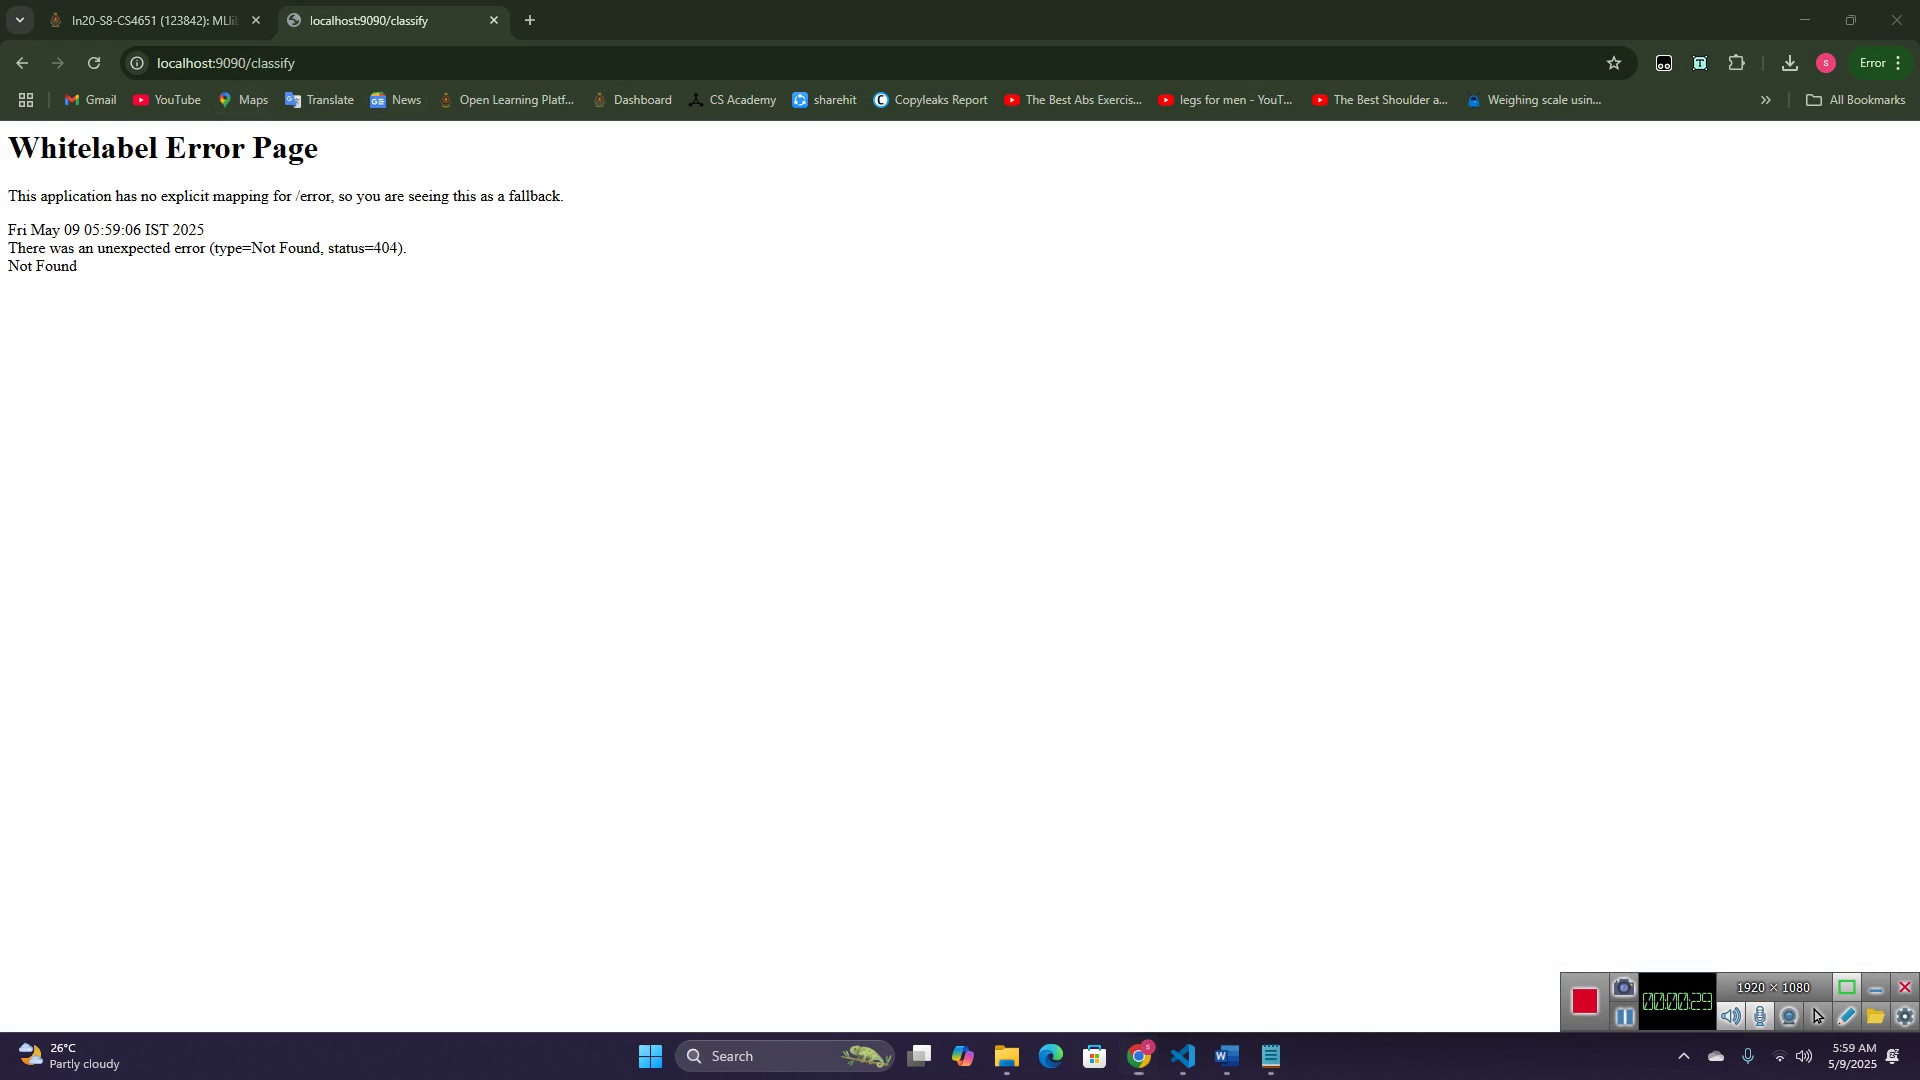 In20-S8-CS4651 (123842): MLli
localhost:9090/classify
localhost:9090/classify
Error
Gmail
YouTube
Maps
Translate
News
Open Learning Platf...
Dashboard
CS Academy
sharehit
Copyleaks Report
The Best Abs Exercis...
legs for men - YouT...
The Best Shoulder a...
Weighing scale usin...
All Bookmarks
Whitelabel Error Page
This application has no explicit mapping for /error, so you are seeing this as a fallback.
Fri May 09 05:59:06 IST 2025
There was an unexpected error (type=Not Found, status=404).
Not Found
1920 × 1080
00:00:29
26°C
Partly cloudy
Search
5:59 AM
5/9/2025